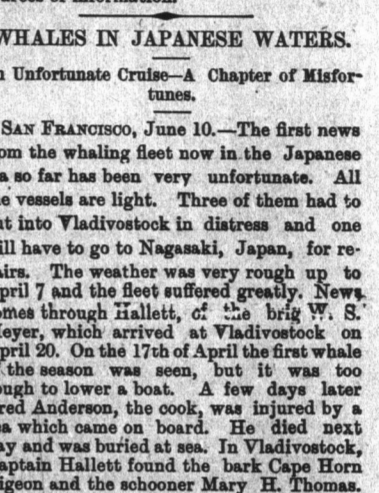 WHALES IN JAPANESE WATERS.
Unfortunate Cruise—A Chapter of Misfor-
tunes.
SAN FRANCISCO, June 10.—The first news
om the whaling fleet now in the Japanese
a so far has been very unfortunate. All
e vessels are light. Three of them had to
ut into Vladivostock in distress and one
ill have to go to Nagasaki, Japan, for re-
airs. The weather was very rough up to
pril 7 and the fleet suffered greatly. News
omes through Hallett, of the brig W. S.
eyer, which arrived at Vladivostock on
pril 20. On the 17th of April the first whale
the season was seen, but it was too
ough to lower a boat. A few days later
red Anderson, the cook, was injured by a
ea which came on board. He died next
ay and was buried at sea. In Vladivostock,
aptain Hallett found the bark Cape Horn
igeon and the schooner Mary H. Thomas.